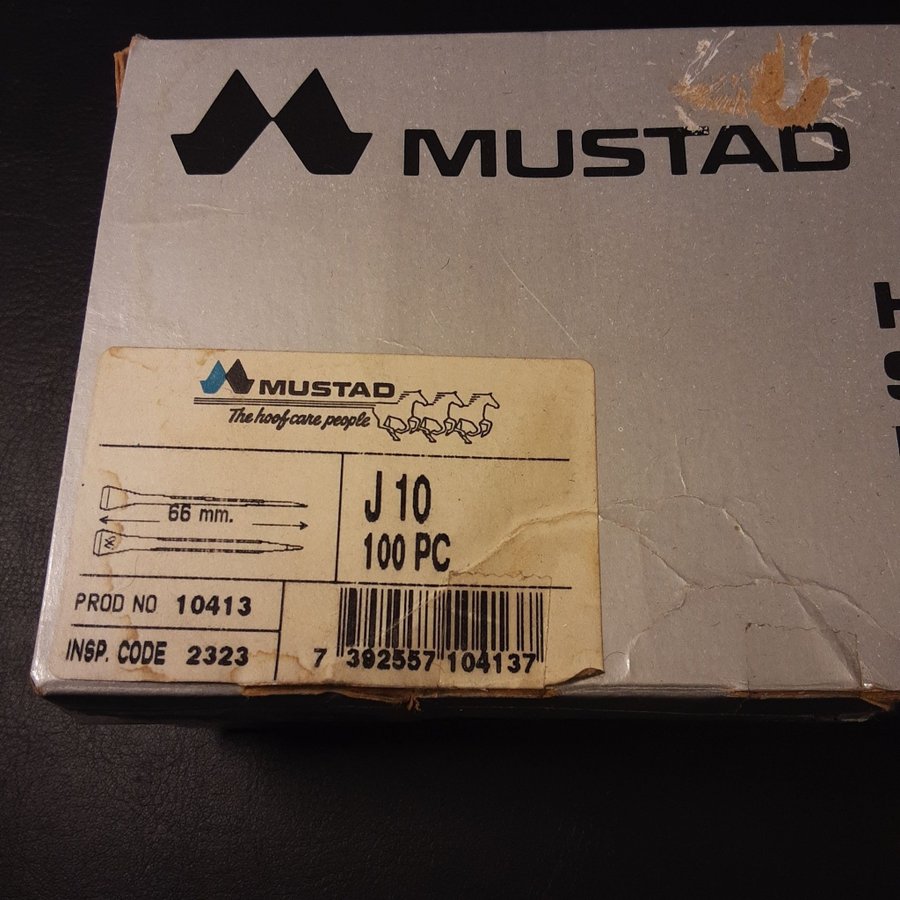 MUSTAD
MUSTAD
The hoof care people
66 mm.
J 10
100 PC
PROD NO 10413
INSP. CODE 2323
7 392557 104137